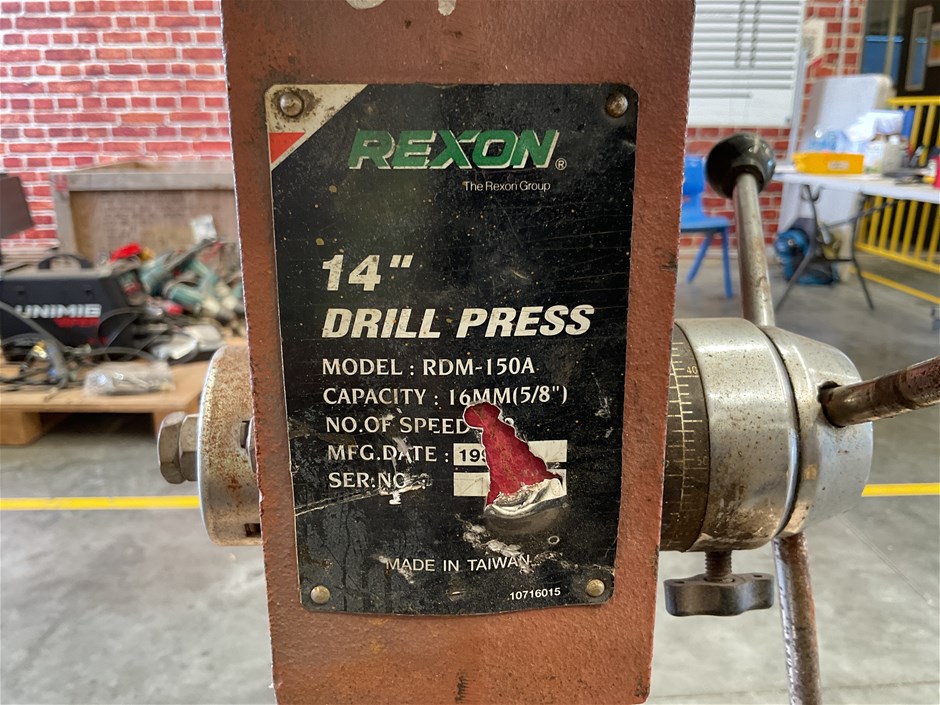 REXON®
The Rexon Group
14"
DRILL PRESS
MODEL : RDM-150A
CAPACITY : 16MM(5/8")
NO.OF SPEED
MFG.DATE : 199
SER.NO :
MADE IN TAIWAN
10716015
UNIMIG
40